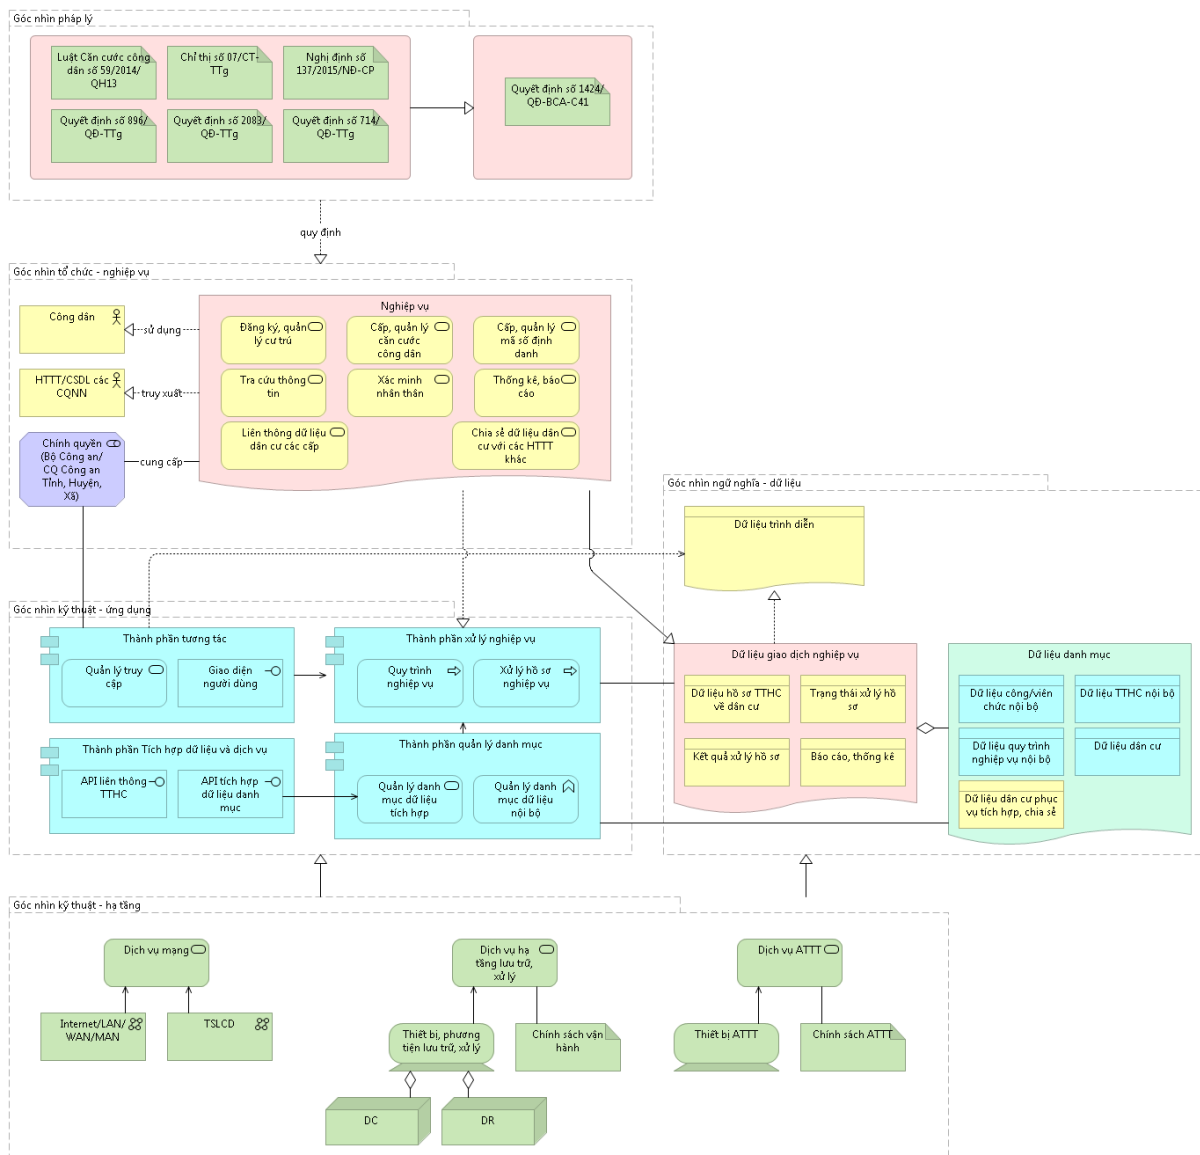 Góc nhìn pháp lý
Luật Căn cước công
dân số 59/2014/
QH13
Chỉ thị số 07/CT-
TTg
Nghị định số
137/2015/NĐ-CP
Quyết định số 896/
QĐ-TTg
Quyết định số 2083/
QĐ-TTg
Quyết định số 714/
QĐ-TTg
Quyết định số 1424/
QĐ-BCA-C41
quy định
Góc nhìn tổ chức - nghiệp vụ
Công dân
HTTT/CSDL các
CQNN
Chính quyền
(Bộ Công an/
CQ Công an
Tỉnh, Huyện,
Xã)
sử dụng
truy xuất
cung cấp
Nghiệp vụ
Đăng ký, quản
lý cư trú
Cấp, quản lý
căn cước
công dân
Cấp, quản lý
mã số định
danh
Tra cứu thông
tin
Xác minh
nhân thân
Thống kê, báo
cáo
Liên thông dữ liệu
dân cư các cấp
Chia sẻ dữ liệu dân
cư với các HTTT
khác
Góc nhìn ngữ nghĩa - dữ liệu
Dữ liệu trình diễn
Góc nhìn kỹ thuật - ứng dụng
Thành phần tương tác
Quản lý truy
cập
Giao diện
người dùng
Thành phần xử lý nghiệp vụ
Quy trình
nghiệp vụ
Xử lý hồ sơ
nghiệp vụ
Thành phần Tích hợp dữ liệu và dịch vụ
API liên thông
TTHC
API tích hợp
dữ liệu danh
mục
Thành phần quản lý danh mục
Quản lý danh
mục dữ liệu
tích hợp
Quản lý danh
mục dữ liệu
nội bộ
Dữ liệu giao dịch nghiệp vụ
Dữ liệu hồ sơ TTHC
về dân cư
Trạng thái xử lý hồ
sơ
Kết quả xử lý hồ sơ
Báo cáo, thống kê
Dữ liệu danh mục
Dữ liệu công/viên
chức nội bộ
Dữ liệu TTHC nội bộ
Dữ liệu quy trình
nghiệp vụ nội bộ
Dữ liệu dân cư
Dữ liệu dân cư phục
vụ tích hợp, chia sẻ
Góc nhìn kỹ thuật - hạ tầng
Dịch vụ mạng
Internet/LAN/
WAN/MAN
TSLCD
Dịch vụ hạ
tầng lưu trữ,
xử lý
Thiết bị, phương
tiện lưu trữ, xử lý
Chính sách vận
hành
DC
DR
Dịch vụ ATTT
Thiết bị ATTT
Chính sách ATTT